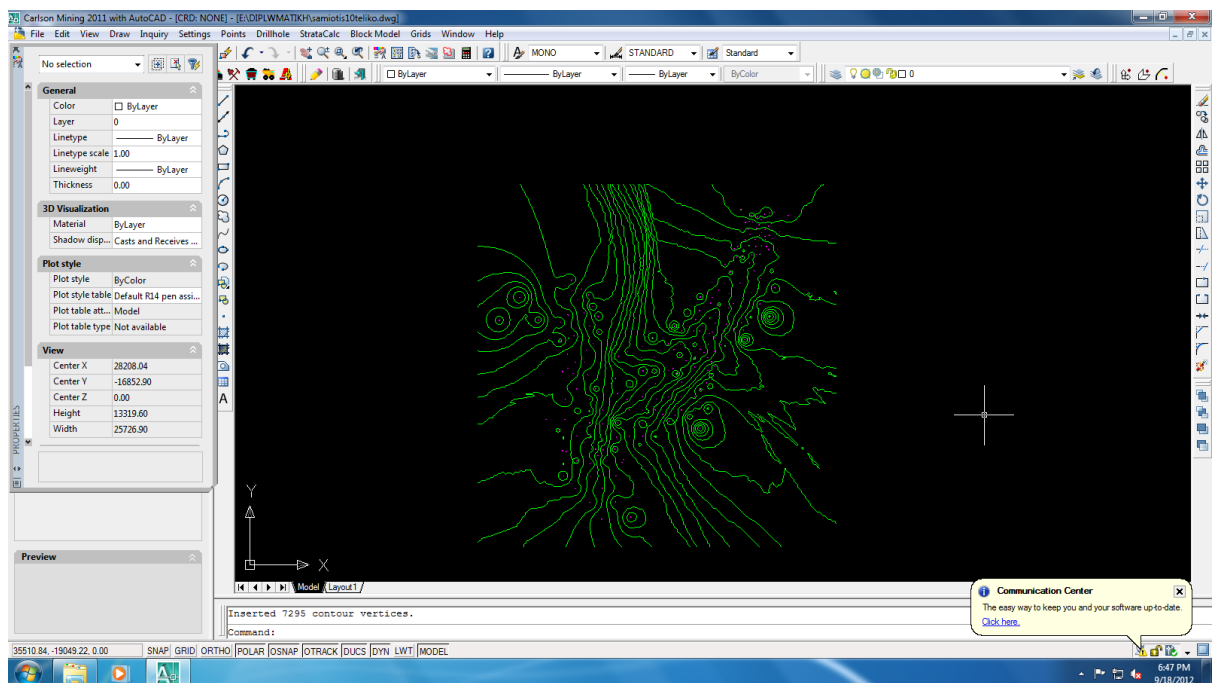 Carlson Mining 2011 with AutoCAD - [CRD: NONE] - [E:\DIPLWMATIKH\samiotis10teliko.dwg]
File Edit View Draw Inquiry Settings Points Drillhole StrataCalc Block Model Grids Window Help
MONO STANDARD Standard
ByLayer ByLayer ByLayer ByColor 0
No selection
General
Color ByLayer
Layer 0
Linetype ByLayer
Linetype scale 1.00
Lineweight ByLayer
Thickness 0.00
3D Visualization
Material ByLayer
Shadow disp... Casts and Receives ...
Plot style
Plot style ByColor
Plot style table Default R14 pen assi...
Plot table att... Model
Plot table type Not available
View
Center X 28208.04
Center Y -16852.90
Center Z 0.00
Height 13319.60
Width 25726.90
PROPERTIES
Preview
A
Y
X
Model Layout1
Inserted 7295 contour vertices.
Command:
Communication Center
The easy way to keep you and your software up-to-date.
Click here.
35510.84, -19049.22, 0.00 SNAP GRID ORTHO POLAR OSNAP OTRACK DUCS DYN LWT MODEL
6:47 PM
9/18/2012